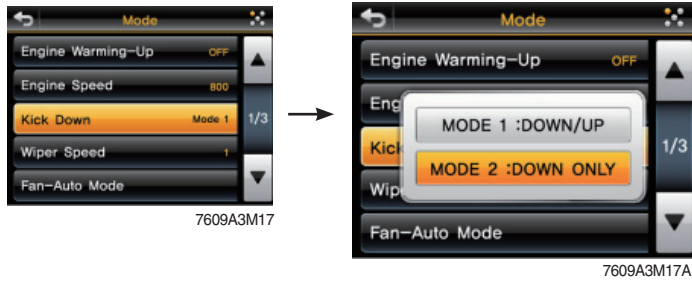 Mode
Engine Warming-Up OFF
Engine Speed 800
Kick Down Mode 1
1/3
Wiper Speed 1
Fan-Auto Mode
7609A3M17
Mode
Engine Warming-Up OFF
Eng
MODE 1 :DOWN/UP
Kick
1/3
MODE 2 :DOWN ONLY
Wipe
Fan-Auto Mode
7609A3M17A